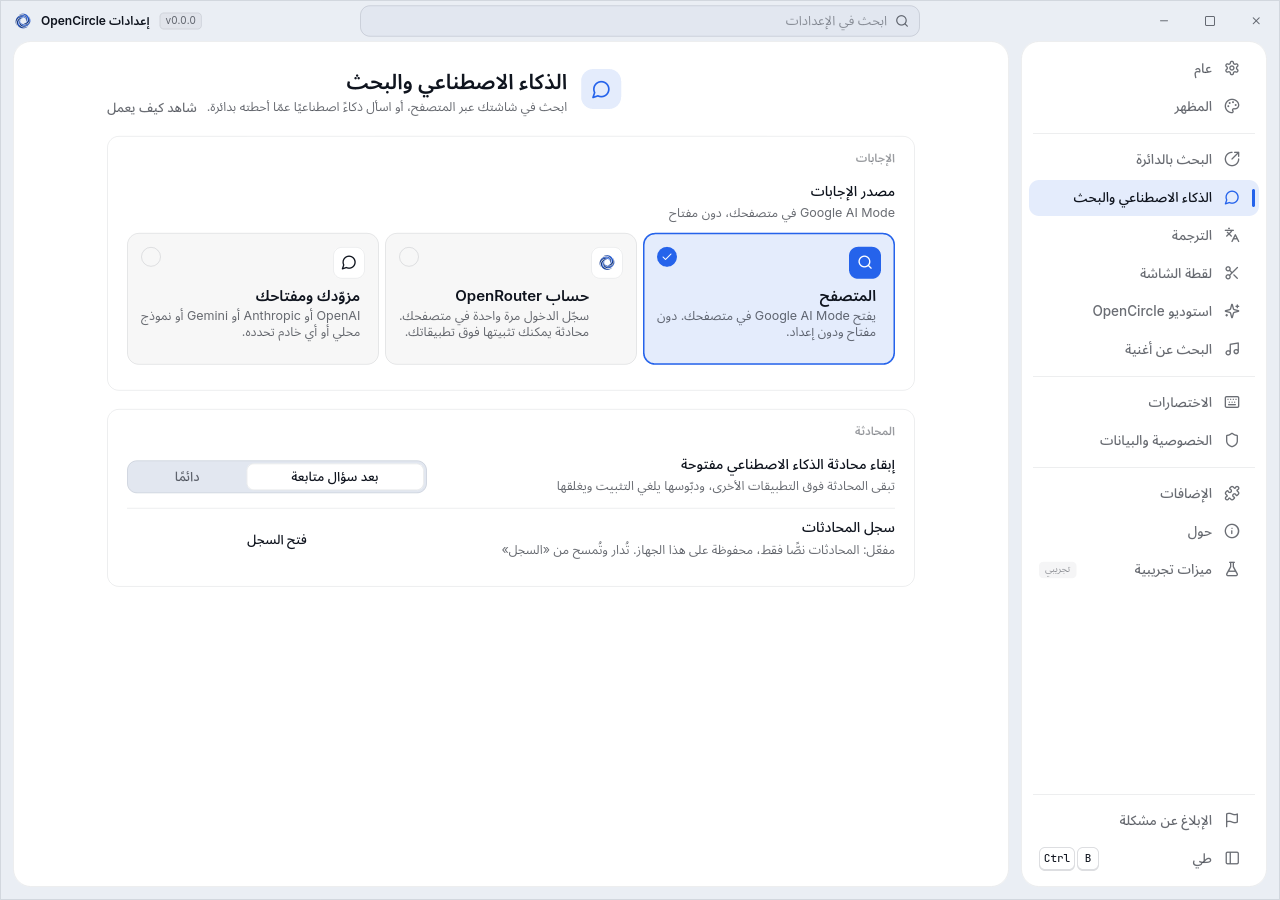 إعدادات OpenCircle
v0.0.0
ابحث في الإعدادات
عام
المظهر
البحث بالدائرة
الذكاء الاصطناعي والبحث
الترجمة
لقطة الشاشة
استوديو OpenCircle
البحث عن أغنية
الاختصارات
الخصوصية والبيانات
الإضافات
حول
ميزات تجريبية
تجريبي
الإبلاغ عن مشكلة
طي
Ctrl B
الذكاء الاصطناعي والبحث
ابحث في شاشتك عبر المتصفح، أو اسأل ذكاءً اصطناعيًا عمّا أحطته بدائرة.
شاهد كيف يعمل
الإجابات
مصدر الإجابات
Google AI Mode في متصفحك، دون مفتاح
المتصفح
يفتح Google AI Mode في متصفحك. دون
مفتاح ودون إعداد.
حساب OpenRouter
سجّل الدخول مرة واحدة في متصفحك.
محادثة يمكنك تثبيتها فوق تطبيقاتك.
مزوّدك ومفتاحك
OpenAI أو Anthropic أو Gemini أو نموذج
محلي أو أي خادم تحدده.
المحادثة
إبقاء محادثة الذكاء الاصطناعي مفتوحة
تبقى المحادثة فوق التطبيقات الأخرى، ودبّوسها يلغي التثبيت ويغلقها
بعد سؤال متابعة
دائمًا
سجل المحادثات
مفعّل: المحادثات نصًّا فقط، محفوظة على هذا الجهاز. تُدار وتُمسح من «السجل»
فتح السجل